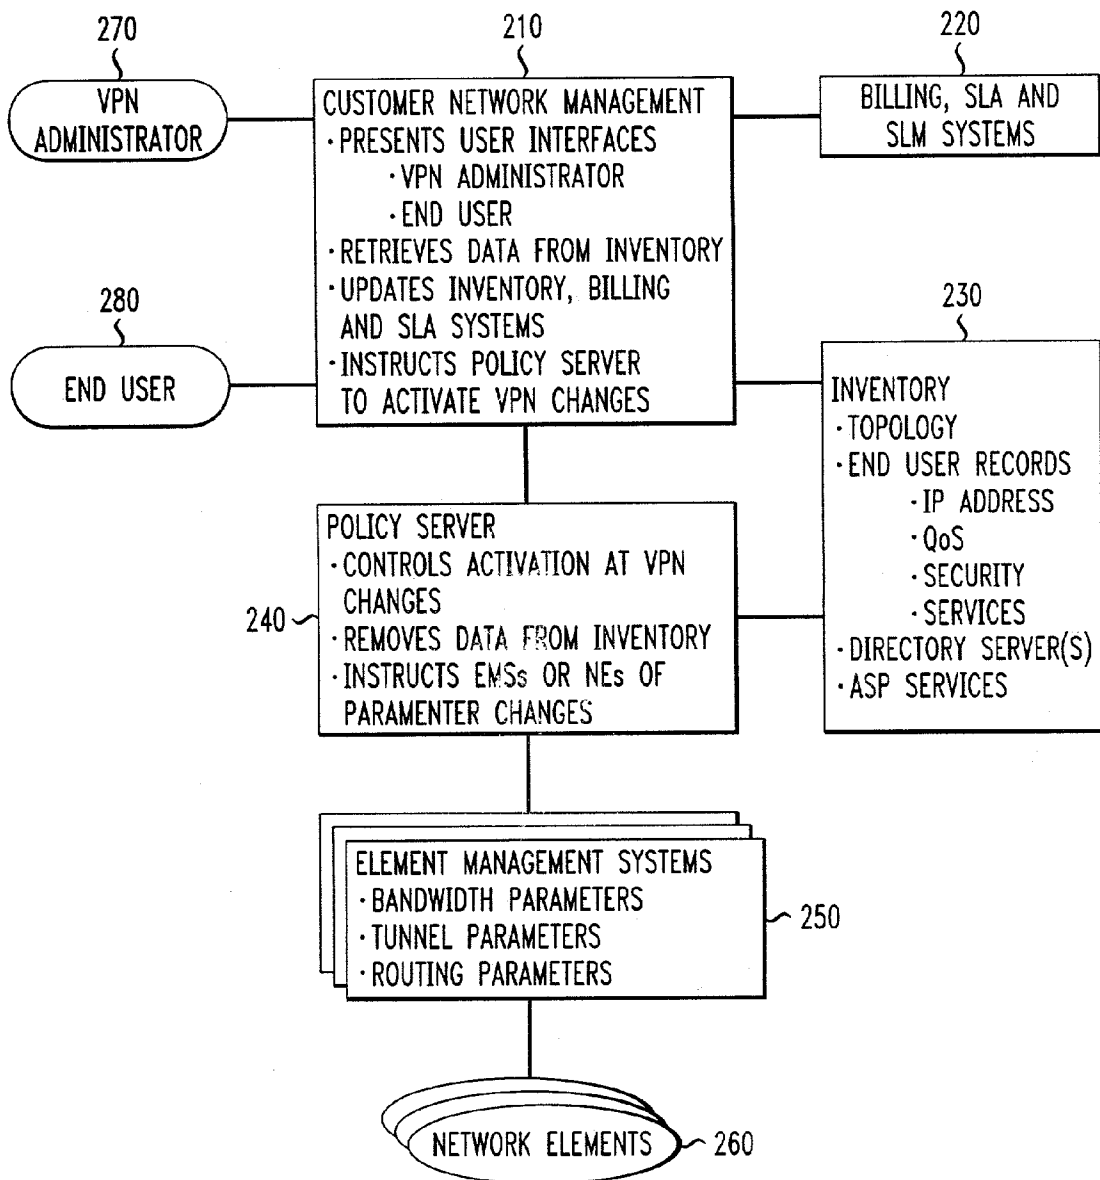 270
210
220
VPN
ADMINISTRATOR
CUSTOMER NETWORK MANAGEMENT
·PRESENTS USER INTERFACES
·VPN ADMINISTRATOR
·END USER
·RETRIEVES DATA FROM INVENTORY
·UPDATES INVENTORY, BILLING
AND SLA SYSTEMS
·INSTRUCTS POLICY SERVER
TO ACTIVATE VPN CHANGES
BILLING, SLA AND
SLM SYSTEMS
280
END USER
230
INVENTORY
·TOPOLOGY
·END USER RECORDS
·IP ADDRESS
·QoS
·SECURITY
·SERVICES
·DIRECTORY SERVER(S)
·ASP SERVICES
240
POLICY SERVER
·CONTROLS ACTIVATION AT VPN
CHANGES
·REMOVES DATA FROM INVENTORY
·INSTRUCTS EMSs OR NEs OF
PARAMENTER CHANGES
ELEMENT MANAGEMENT SYSTEMS
·BANDWIDTH PARAMETERS
·TUNNEL PARAMETERS
·ROUTING PARAMETERS
250
NETWORK ELEMENTS
260